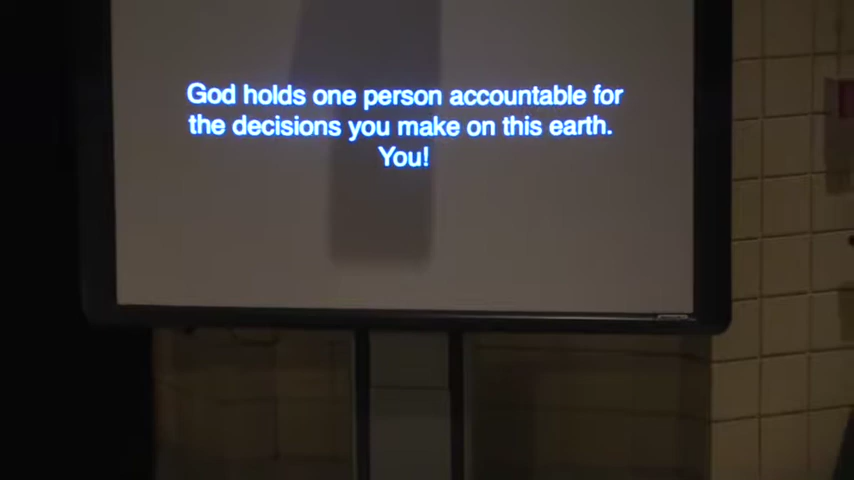 God holds one person accountable for
the decisions you make on this earth.
You!